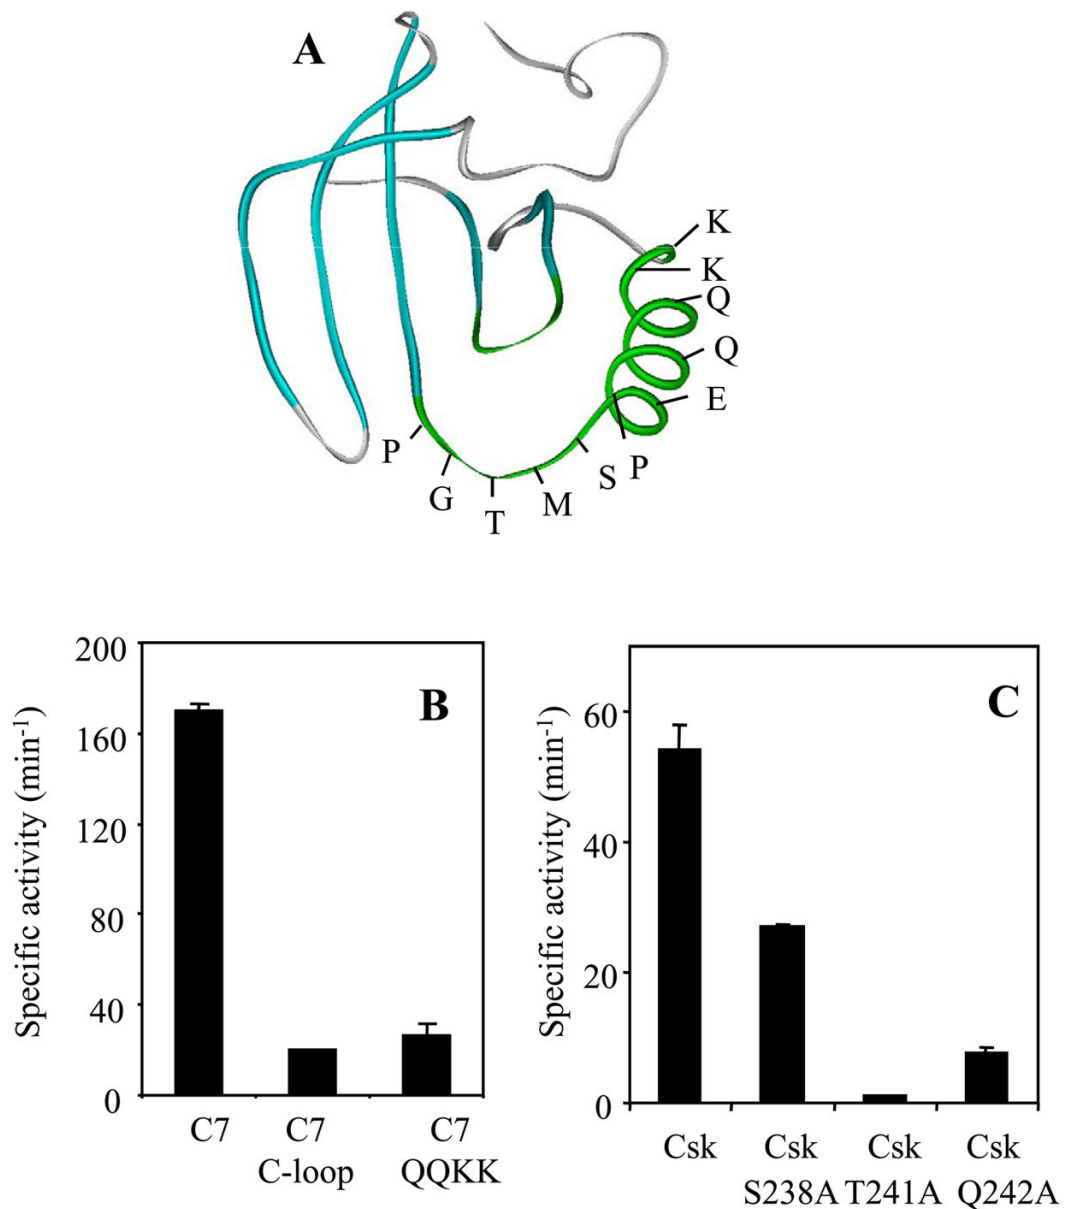 A
K
K
Q
Q
E
P
S
P
G
M
T
200
160
120
80
40
0
Specific activity (min⁻¹)
B
C7
C7
C7
C-loop
QQKK
60
40
20
0
Specific activity (min⁻¹)
C
Csk
Csk
Csk
Csk
S238A
T241A
Q242A